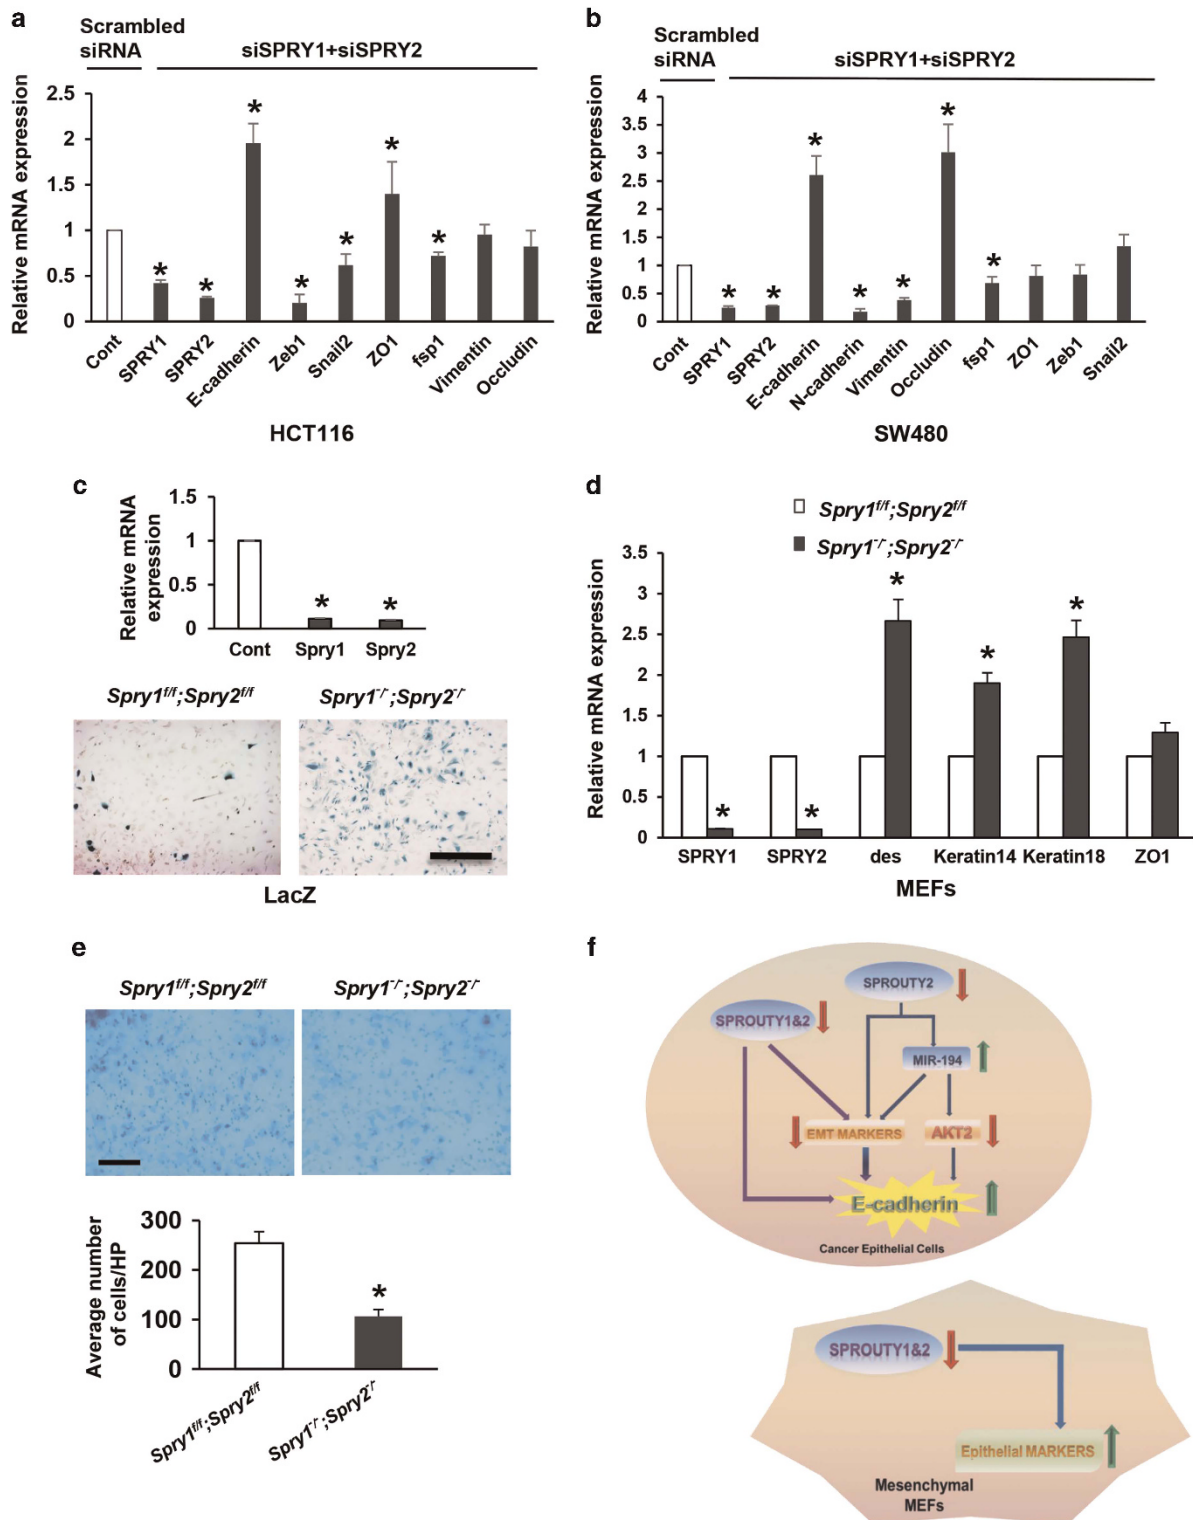 a
Scrambled
siRNA
siSPRY1+siSPRY2
Relative mRNA expression
2.5
2
1.5
1
0.5
0
Cont
SPRY1
SPRY2
E-cadherin
Zeb1
Snail2
ZO1
fsp1
Vimentin
Occludin
* * * * * * *
HCT116
b
Scrambled
siRNA
siSPRY1+siSPRY2
Relative mRNA expression
4
3.5
3
2.5
2
1.5
1
0.5
0
Cont
SPRY1
SPRY2
E-cadherin
N-cadherin
Vimentin
Occludin
fsp1
ZO1
Zeb1
Snail2
* * * * * * *
SW480
c
Relative mRNA
expression
1.5
1
0.5
0
* *
Cont Spry1 Spry2
Spry1f/f;Spry2f/f
Spry1-/-;Spry2-/-
LacZ
d
Spry1f/f;Spry2f/f
Spry1-/-;Spry2-/-
Relative mRNA expression
3.5
3
2.5
2
1.5
1
0.5
0
* * * * *
SPRY1 SPRY2 des Keratin14 Keratin18 ZO1
MEFs
e
Spry1f/f;Spry2f/f
Spry1-/-;Spry2-/-
Average number
of cells/HP
300
200
100
0
*
Spry1f/f;Spry2f/f
Spry1-/-;Spry2-/-
f
SPROUTY2
SPROUTY1&2
MIR-194
EMT MARKERS
AKT2
E-cadherin
Cancer Epithelial Cells
SPROUTY1&2
Epithelial MARKERS
Mesenchymal
MEFs